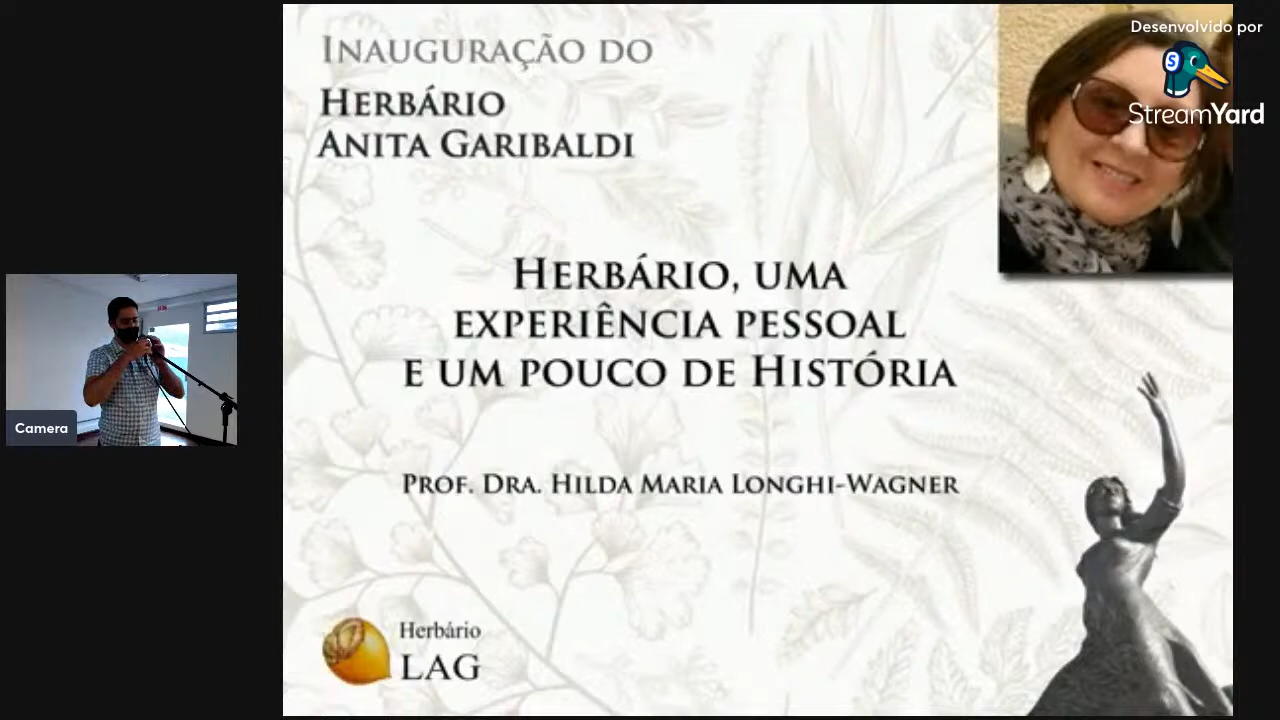 Desenvolvido por
StreamYard
INAUGURAÇÃO DO
HERBÁRIO
ANITA GARIBALDI
HERBÁRIO, UMA
EXPERIÊNCIA PESSOAL
E UM POUCO DE HISTÓRIA
PROF. DRA. HILDA MARIA LONGHI-WAGNER
Camera
Herbário
LAG